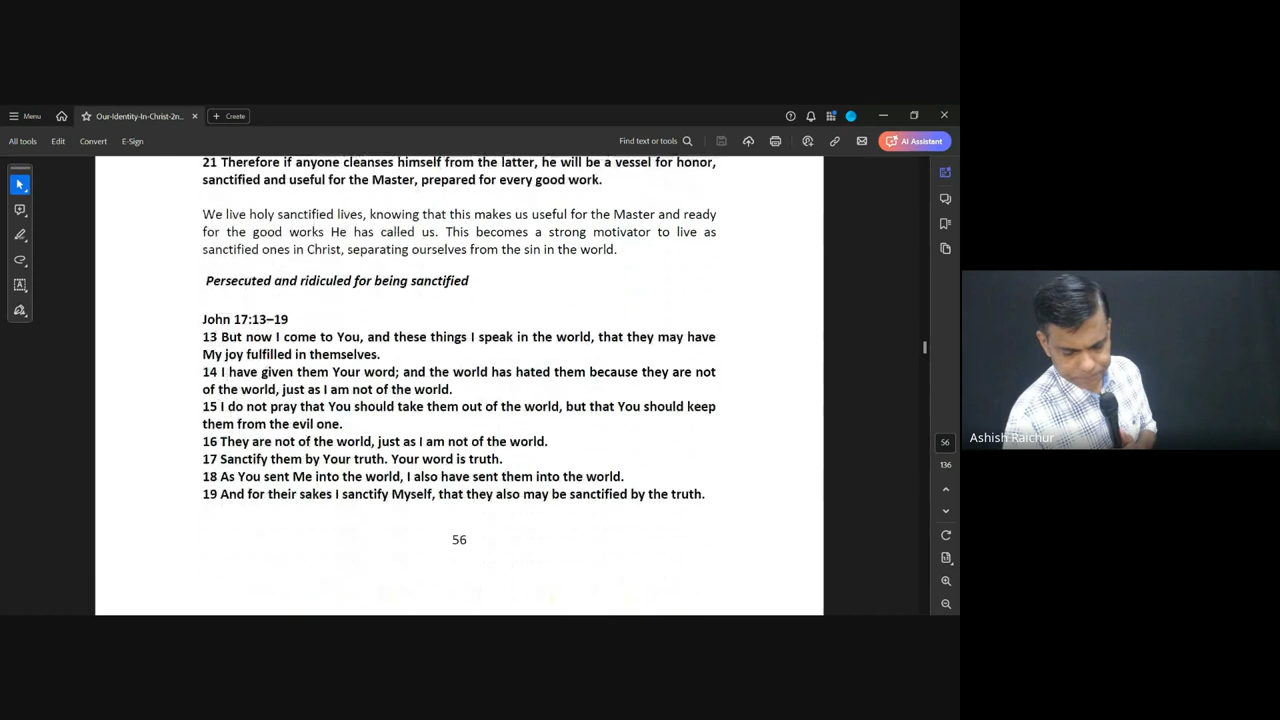 Menu
Our-Identity-In-Christ-2n...
Create
All tools
Edit
Convert
E-Sign
Find text or tools
AI Assistant
21 Therefore if anyone cleanses himself from the latter, he will be a vessel for honor,
sanctified and useful for the Master, prepared for every good work.
We live holy sanctified lives, knowing that this makes us useful for the Master and ready
for the good works He has called us. This becomes a strong motivator to live as
sanctified ones in Christ, separating ourselves from the sin in the world.
Persecuted and ridiculed for being sanctified
John 17:13–19
13 But now I come to You, and these things I speak in the world, that they may have
My joy fulfilled in themselves.
14 I have given them Your word; and the world has hated them because they are not
of the world, just as I am not of the world.
15 I do not pray that You should take them out of the world, but that You should keep
them from the evil one.
16 They are not of the world, just as I am not of the world.
17 Sanctify them by Your truth. Your word is truth.
18 As You sent Me into the world, I also have sent them into the world.
19 And for their sakes I sanctify Myself, that they also may be sanctified by the truth.
56
56
136
Ashish Raichur